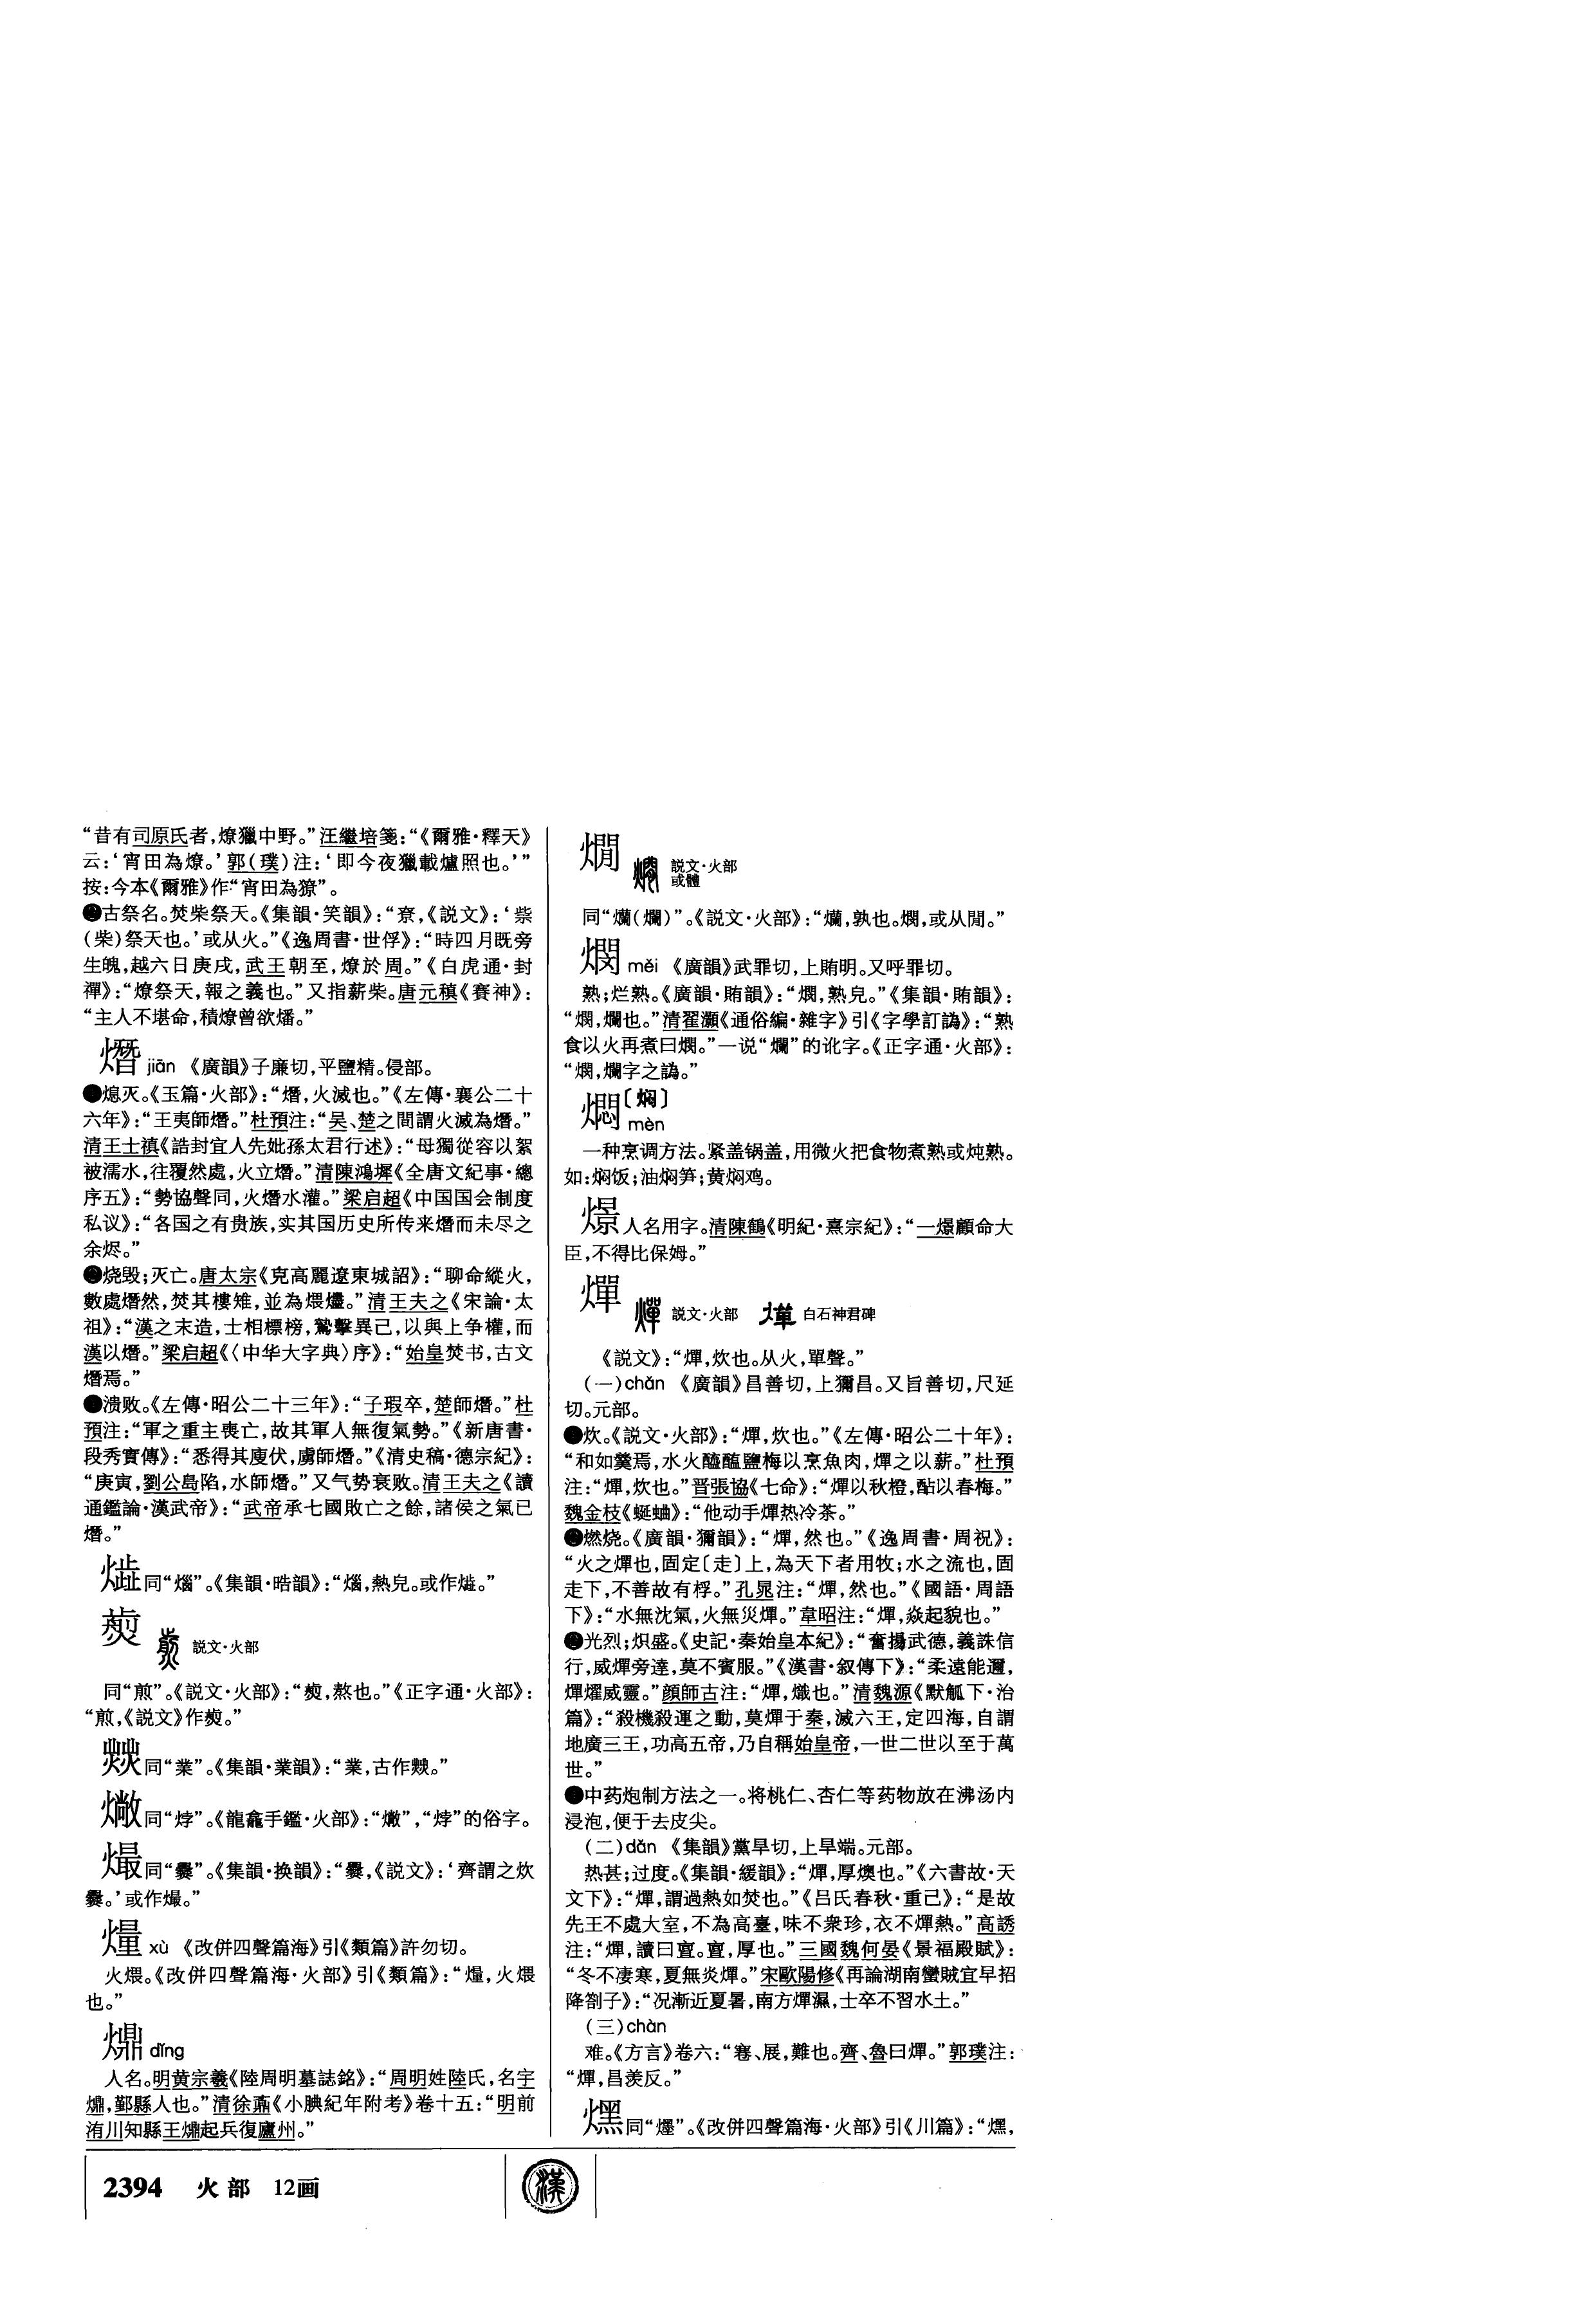 “昔有司原氏者,燎獵中野。”汪繼培箋:“《爾雅·釋天》
云:‘宵田為燎。’郭(璞)注:‘即今夜獵載爐照也。’”
按:今本《爾雅》作“宵田為獠”。
❷古祭名。焚柴祭天。《集韻·笑韻》:“尞,《説文》:‘祡
(柴)祭天也。’或从火。”《逸周書·世俘》:“時四月既旁
生魄,越六日庚戌,武王朝至,燎於周。”《白虎通·封
禪》:“燎祭天,報之義也。”又指薪柴。唐元稹《賽神》:
“主人不堪命,積燎曾欲燔。”
熸 jiān 《廣韻》子廉切,平鹽精。侵部。
❶熄灭。《玉篇·火部》:“熸,火滅也。”《左傳·襄公二十
六年》:“王夷師熸。”杜預注:“吴、楚之間謂火滅為熸。”
清王士禛《誥封宜人先妣孫太君行述》:“母獨從容以絮
被濡水,往覆然處,火立熸。”清陳鴻墀《全唐文紀事·總
序五》:“勢協聲同,火熸水灌。”梁启超《中国国会制度
私议》:“各国之有贵族,实其国历史所传来熸而未尽之
余烬。”
❷烧毁;灭亡。唐太宗《克高麗遼東城詔》:“聊命縱火,
數處熸然,焚其樓雉,並為煨燼。”清王夫之《宋論·太
祖》:“漢之末造,士相標榜,騺擊異己,以與上争權,而
漢以熸。”梁启超《〈中华大字典〉序》:“始皇焚书,古文
熸焉。”
❸溃败。《左傳·昭公二十三年》:“子瑕卒,楚師熸。”杜
預注:“軍之重主喪亡,故其軍人無復氣勢。”《新唐書·
段秀實傳》:“悉得其廋伏,虜師熸。”《清史稿·德宗紀》:
“庚寅,劉公島陷,水師熸。”又气势衰败。清王夫之《讀
通鑑論·漢武帝》:“武帝承七國敗亡之餘,諸侯之氣已
熸。”
同“㷩”。《集韻·晧韻》:“㷩,熱皃。或作。”
説文·火部
同“煎”。《説文·火部》:“,熬也。”《正字通·火部》:
“煎,《説文》作。”
同“業”。《集韻·業韻》:“業,古作。”
同“㶿”。《龍龕手鑑·火部》:“”,“㶿”的俗字。
熶同“爨”。《集韻·换韻》:“爨,《説文》:‘齊謂之炊
爨。’或作熶。”
xù 《改併四聲篇海》引《類篇》許勿切。
火煨。《改併四聲篇海·火部》引《類篇》:“,火煨
也。”
dǐng
人名。明黄宗羲《陸周明墓誌銘》:“周明姓陸氏,名宇
,鄞縣人也。”清徐鼒《小腆紀年附考》卷十五:“明前
洧川知縣王起兵復廬州。”
燗 説文·火部
或體
同“爤(爛)”。《説文·火部》:“爤,孰也。燗,或从閒。”
měi 《廣韻》武罪切,上賄明。又呼罪切。
熟;烂熟。《廣韻·賄韻》:“,熟皃。”《集韻·賄韻》:
“,爛也。”清翟灝《通俗編·雜字》引《字學訂譌》:“熟
食以火再煮曰。”一说“爛”的讹字。《正字通·火部》:
“,爛字之譌。”
燜〔焖〕
mèn
一种烹调方法。紧盖锅盖,用微火把食物煮熟或炖熟。
如:焖饭;油焖笋;黄焖鸡。
燝人名用字。清陳鶴《明紀·熹宗紀》:“一燝顧命大
臣,不得比保姆。”
燀 説文·火部 白石神君碑
《説文》:“燀,炊也。从火,單聲。”
(一)chǎn 《廣韻》昌善切,上獮昌。又旨善切,尺延
切。元部。
❶炊。《説文·火部》:“燀,炊也。”《左傳·昭公二十年》:
“和如羹焉,水火醯醢鹽梅以烹魚肉,燀之以薪。”杜預
注:“燀,炊也。”晋張協《七命》:“燀以秋橙,酟以春梅。”
魏金枝《蜒蚰》:“他动手燀热冷茶。”
❷燃烧。《廣韻·獮韻》:“燀,然也。”《逸周書·周祝》:
“火之燀也,固定〔走〕上,為天下者用牧;水之流也,固
走下,不善故有桴。”孔晁注:“燀,然也。”《國語·周語
下》:“水無沈氣,火無災燀。”韋昭注:“燀,焱起貌也。”
❸光烈;炽盛。《史記·秦始皇本紀》:“奮揚武德,義誅信
行,威燀旁達,莫不賓服。”《漢書·叙傳下》:“柔遠能邇,
燀燿威靈。”顔師古注:“燀,熾也。”清魏源《默觚下·治
篇》:“殺機殺運之動,莫燀于秦,滅六王,定四海,自謂
地廣三王,功高五帝,乃自稱始皇帝,一世二世以至于萬
世。”
❹中药炮制方法之一。将桃仁、杏仁等药物放在沸汤内
浸泡,便于去皮尖。
(二)dǎn 《集韻》黨旱切,上旱端。元部。
热甚;过度。《集韻·緩韻》:“燀,厚燠也。”《六書故·天
文下》:“燀,謂過熱如焚也。”《吕氏春秋·重己》:“是故
先王不處大室,不為高臺,味不衆珍,衣不燀熱。”高誘
注:“燀,讀曰亶。亶,厚也。”三國魏何晏《景福殿賦》:
“冬不凄寒,夏無炎燀。”宋歐陽修《再論湖南蠻賊宜早招
降劄子》:“况漸近夏暑,南方燀濕,士卒不習水土。”
(三)chàn
难。《方言》卷六:“蹇、展,難也。齊、魯曰燀。”郭璞注:
“燀,昌羨反。”
同“爅”。《改併四聲篇海·火部》引《川篇》:“,
2394 火部 12画
漢